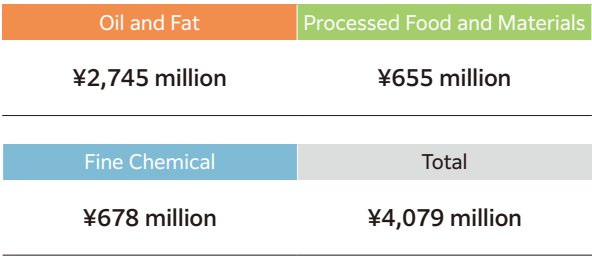 Oil and Fat Processed Food and Materials
¥2,745 million ¥655 million
Fine Chemical Total
¥678 million ¥4,079 million